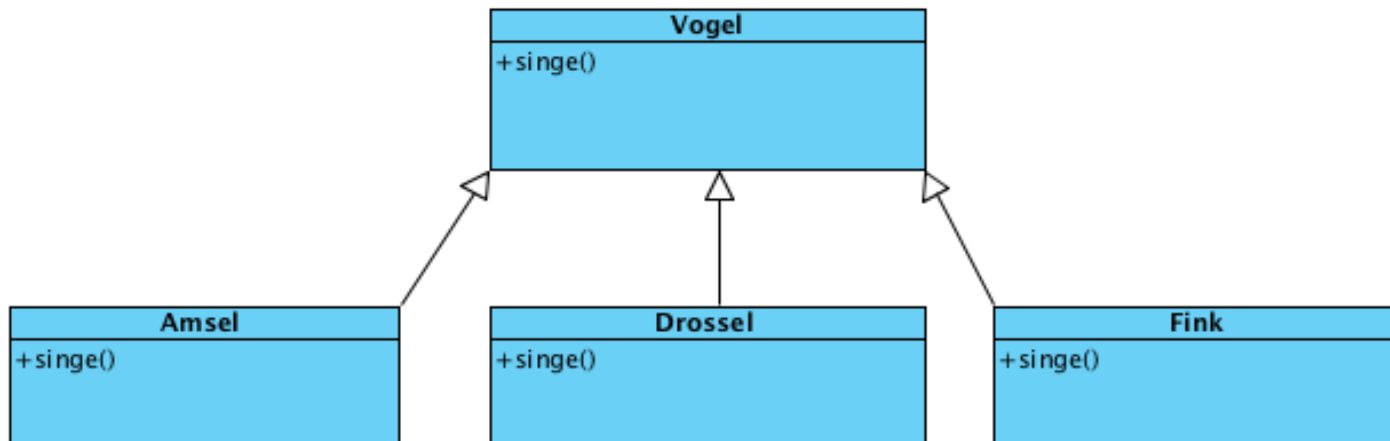 Vogel
+singe()
Amsel
+singe()
Drossel
+singe()
Fink
+singe()